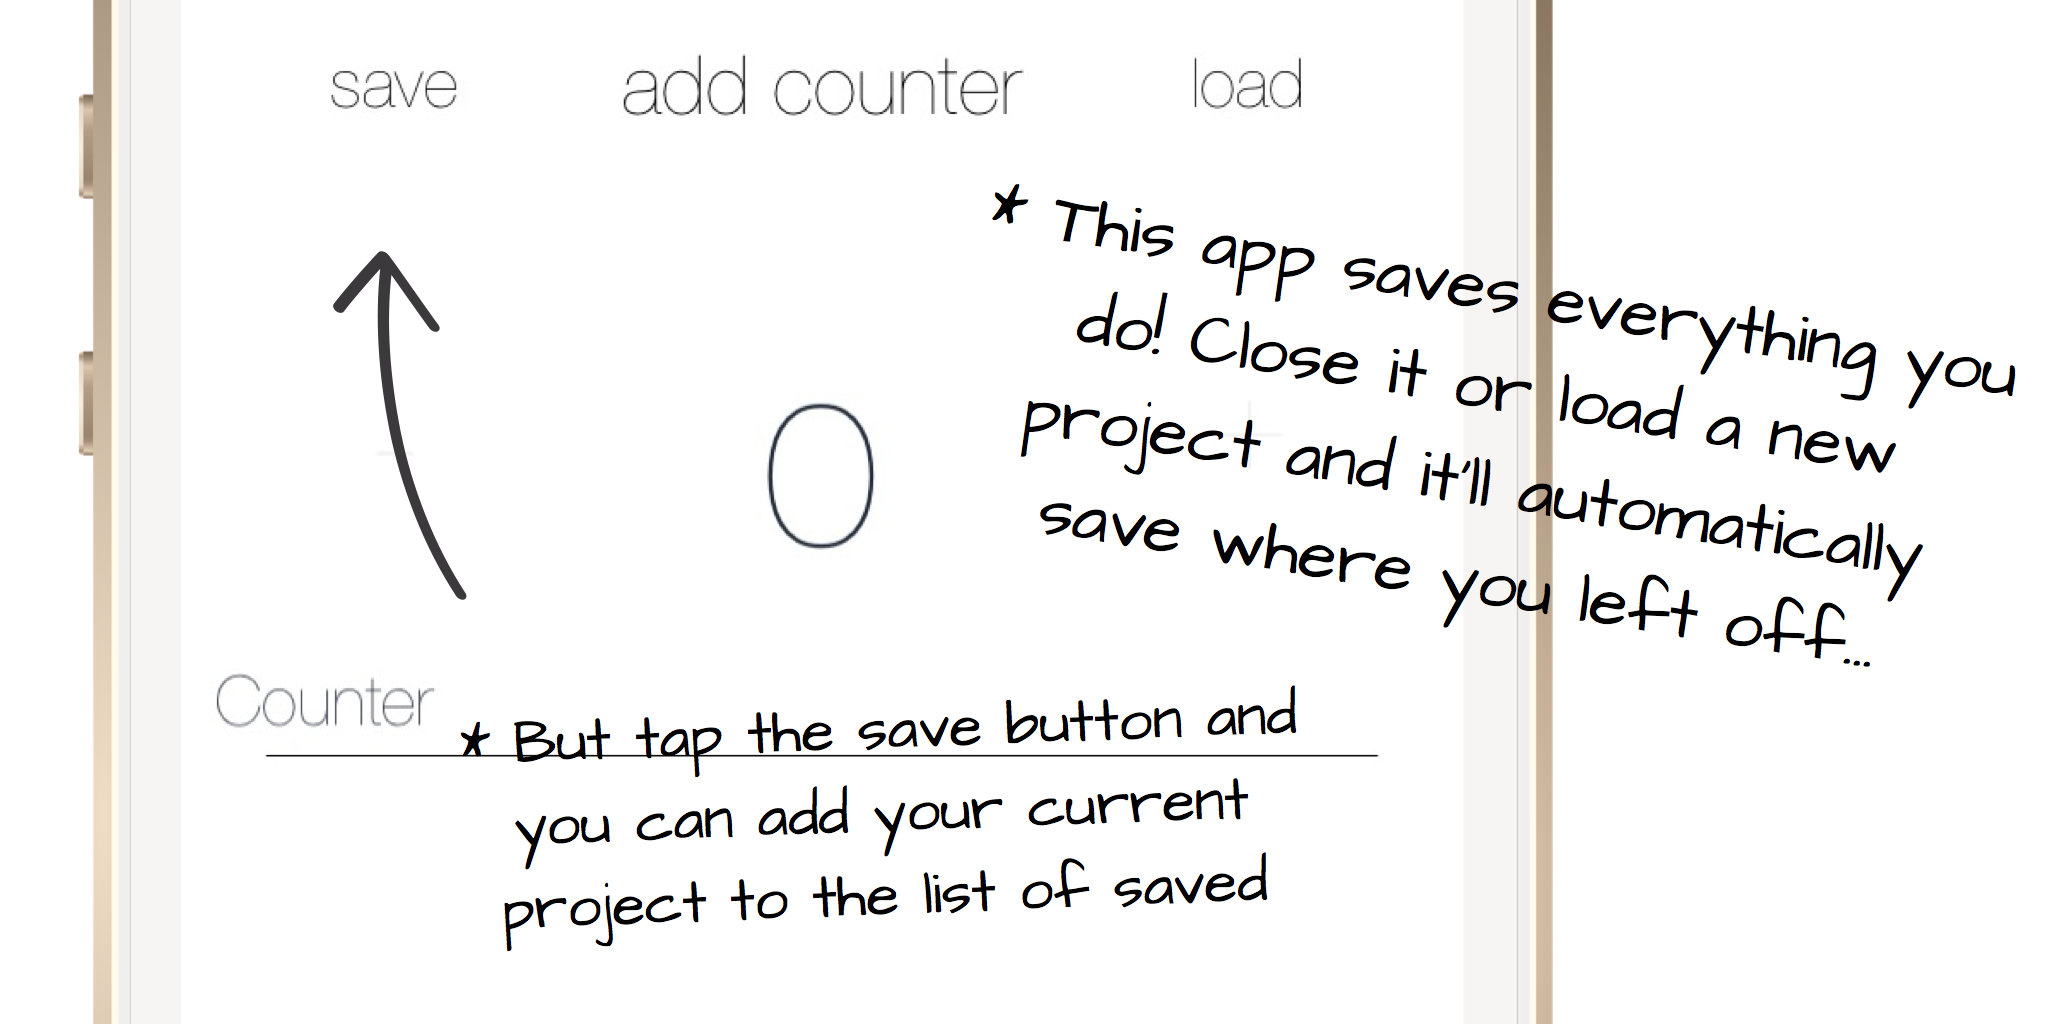 save add counter load
* This app saves everything you
do! Close it or load a new
project and it'll automatically
save where you left off...
0
Counter
* But tap the save button and
you can add your current
project to the list of saved